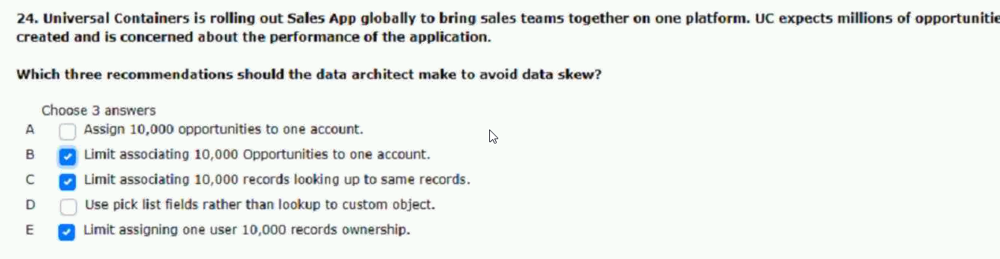 24. Universal Containers is rolling out Sales App globally to bring sales teams together on one platform. UC expects millions of opportunitie
created and is concerned about the performance of the application.
Which three recommendations should the data architect make to avoid data skew?
Choose 3 answers
A Assign 10,000 opportunities to one account.
B Limit associating 10,000 Opportunities to one account.
C Limit associating 10,000 records looking up to same records.
D Use pick list fields rather than lookup to custom object.
E Limit assigning one user 10,000 records ownership.